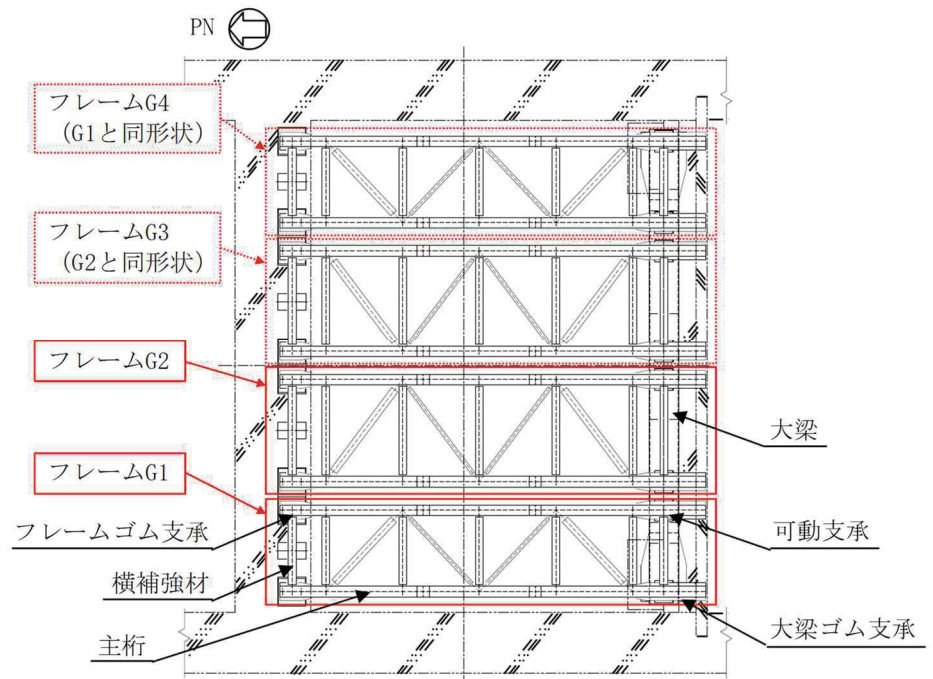 PN
フレームG4
（G1と同形状）
フレームG3
（G2と同形状）
フレームG2
大梁
フレームG1
フレームゴム支承
可動支承
横補強材
大梁ゴム支承
主桁